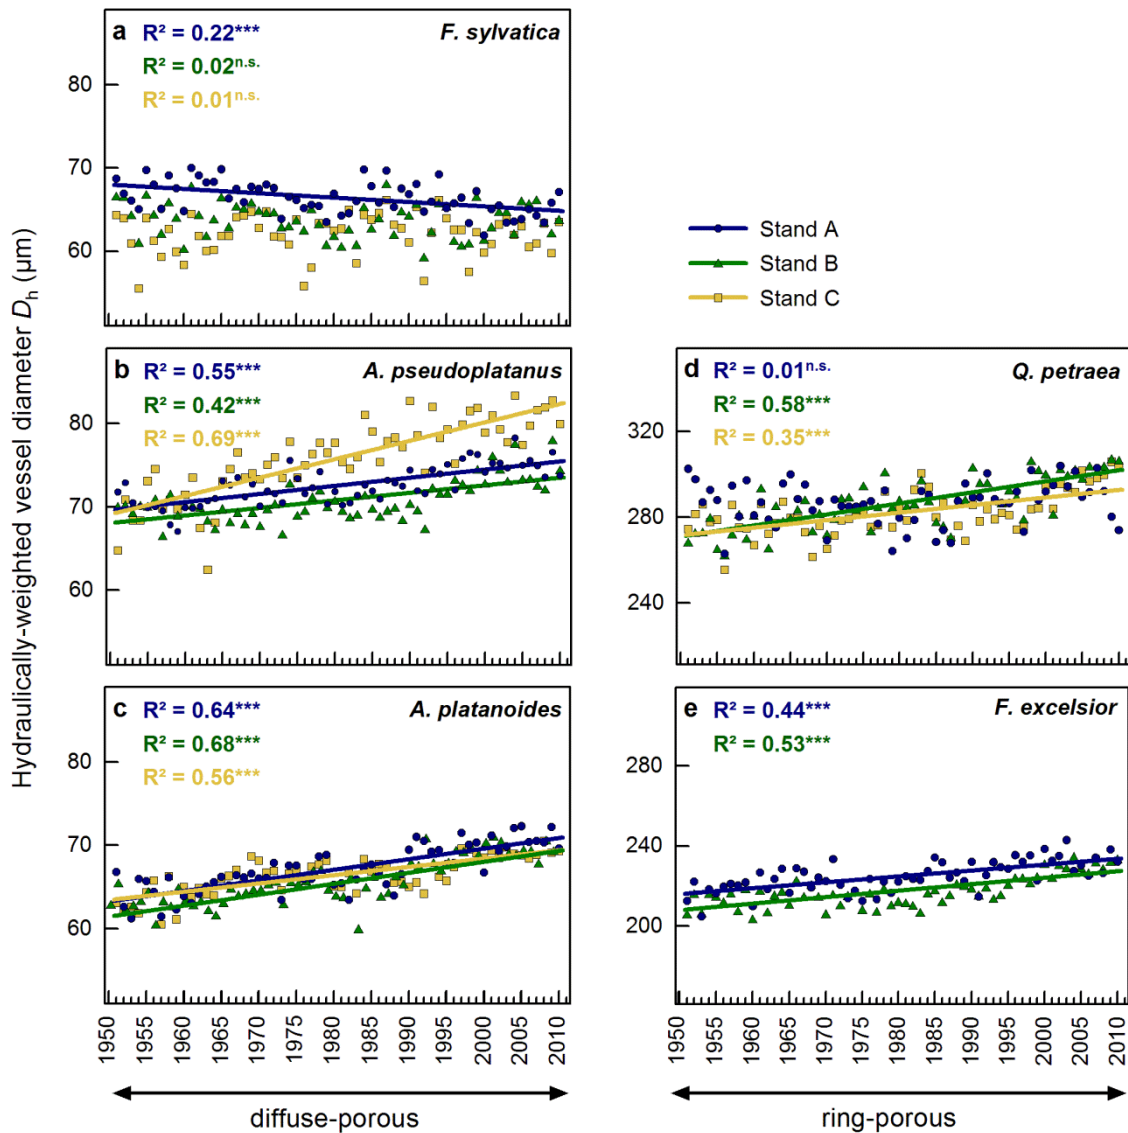 Hydraulically-weighted vessel diameter Dh (µm)
a
R² = 0.22***
F. sylvatica
R² = 0.02n.s.
R² = 0.01n.s.
80
70
60
Stand A
Stand B
Stand C
b
R² = 0.55***
A. pseudoplatanus
R² = 0.42***
R² = 0.69***
80
70
60
d
R² = 0.01n.s.
Q. petraea
R² = 0.58***
R² = 0.35***
320
280
240
c
R² = 0.64***
A. platanoides
R² = 0.68***
R² = 0.56***
80
70
60
1950 1955 1960 1965 1970 1975 1980 1985 1990 1995 2000 2005 2010
diffuse-porous
e
R² = 0.44***
F. excelsior
R² = 0.53***
280
240
200
1950 1955 1960 1965 1970 1975 1980 1985 1990 1995 2000 2005 2010
ring-porous